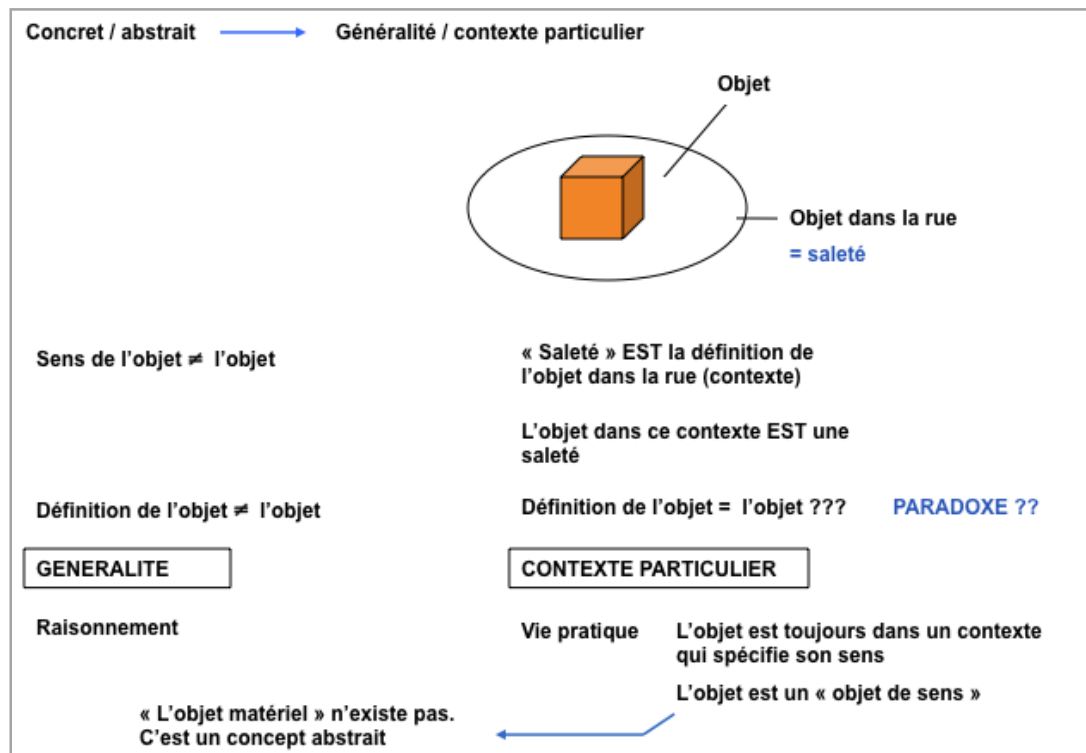 Concret / abstrait Généralité / contexte particulier
Objet
Objet dans la rue
= saleté
Sens de l'objet ≠ l'objet
« Saleté » EST la définition de
l'objet dans la rue (contexte)
L'objet dans ce contexte EST une
saleté
Définition de l'objet ≠ l'objet
Définition de l'objet = l'objet ???
PARADOXE ??
GENERALITE
CONTEXTE PARTICULIER
Raisonnement
Vie pratique
L'objet est toujours dans un contexte
qui spécifie son sens
L'objet est un « objet de sens »
« L'objet matériel » n'existe pas.
C'est un concept abstrait